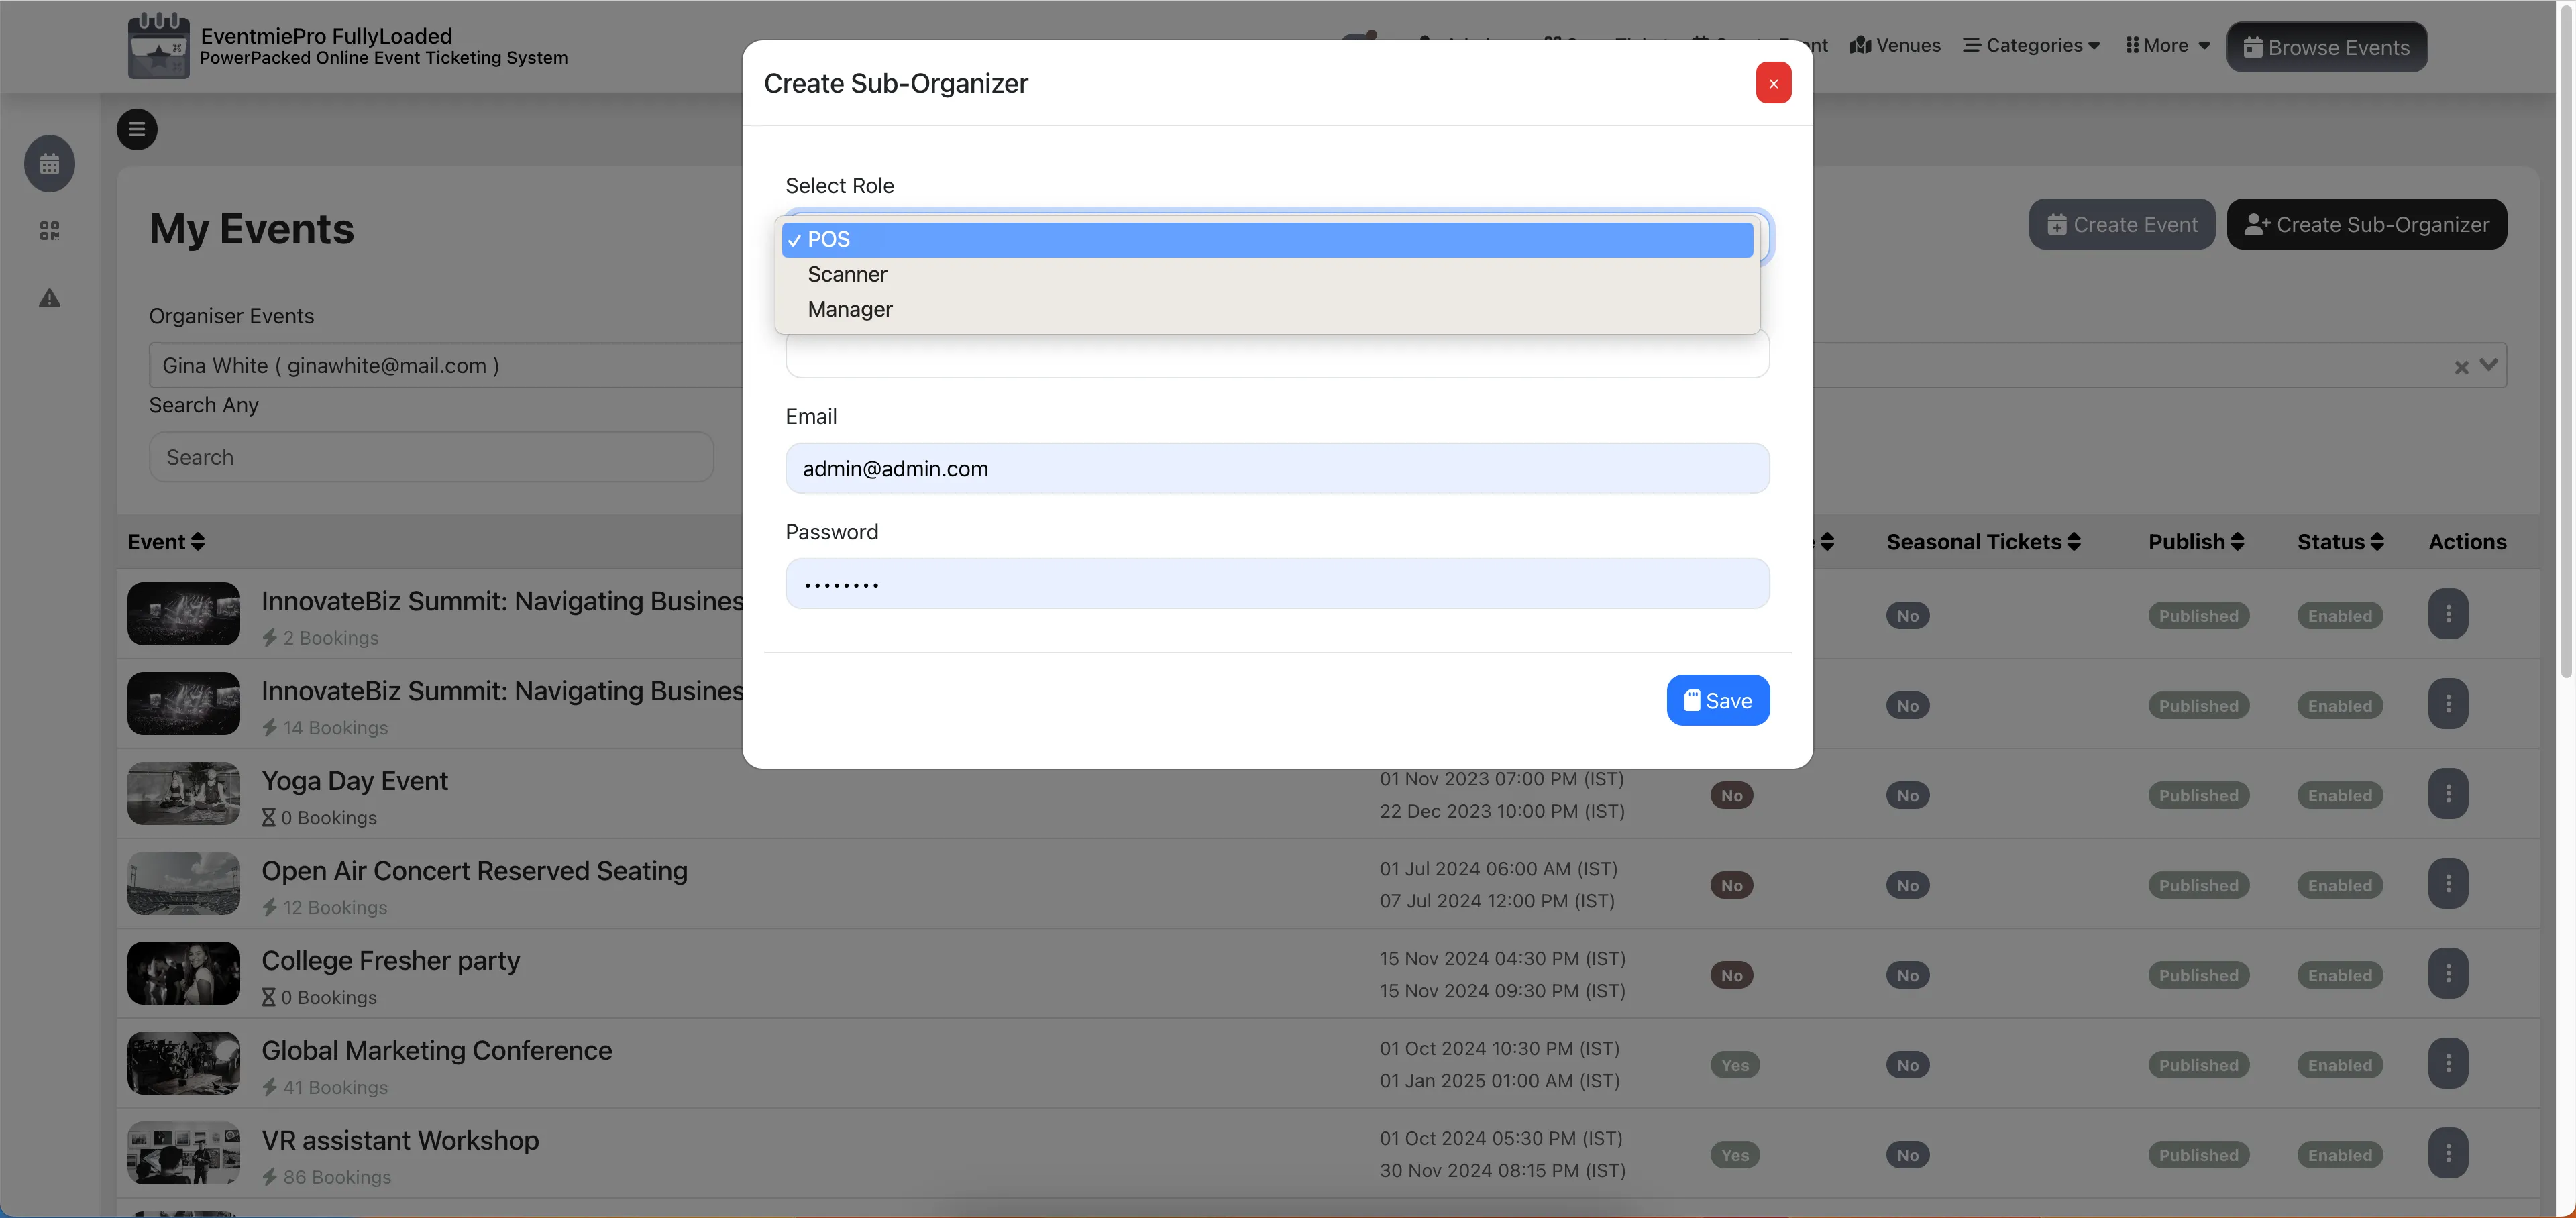 EventmiePro FullyLoaded
PowerPacked Online Event Ticketing System
Venues
Categories
More
Browse Events
Create Sub-Organizer
×
Select Role
✓ POS
Scanner
Manager
Email
admin@admin.com
Password
••••••••
Save
My Events
Create Event
Create Sub-Organizer
Organiser Events
Gina White ( ginawhite@mail.com )
Search Any
Search
Event
Seasonal Tickets
Publish
Status
Actions
InnovateBiz Summit: Navigating Busines
2 Bookings
No
Published
Enabled
InnovateBiz Summit: Navigating Busines
14 Bookings
No
Published
Enabled
Yoga Day Event
0 Bookings
01 Nov 2023 07:00 PM (IST)
22 Dec 2023 10:00 PM (IST)
No
No
Published
Enabled
Open Air Concert Reserved Seating
12 Bookings
01 Jul 2024 06:00 AM (IST)
07 Jul 2024 12:00 PM (IST)
No
No
Published
Enabled
College Fresher party
0 Bookings
15 Nov 2024 04:30 PM (IST)
15 Nov 2024 09:30 PM (IST)
No
No
Published
Enabled
Global Marketing Conference
41 Bookings
01 Oct 2024 10:30 PM (IST)
01 Jan 2025 01:00 AM (IST)
Yes
No
Published
Enabled
VR assistant Workshop
86 Bookings
01 Oct 2024 05:30 PM (IST)
30 Nov 2024 08:15 PM (IST)
Yes
No
Published
Enabled